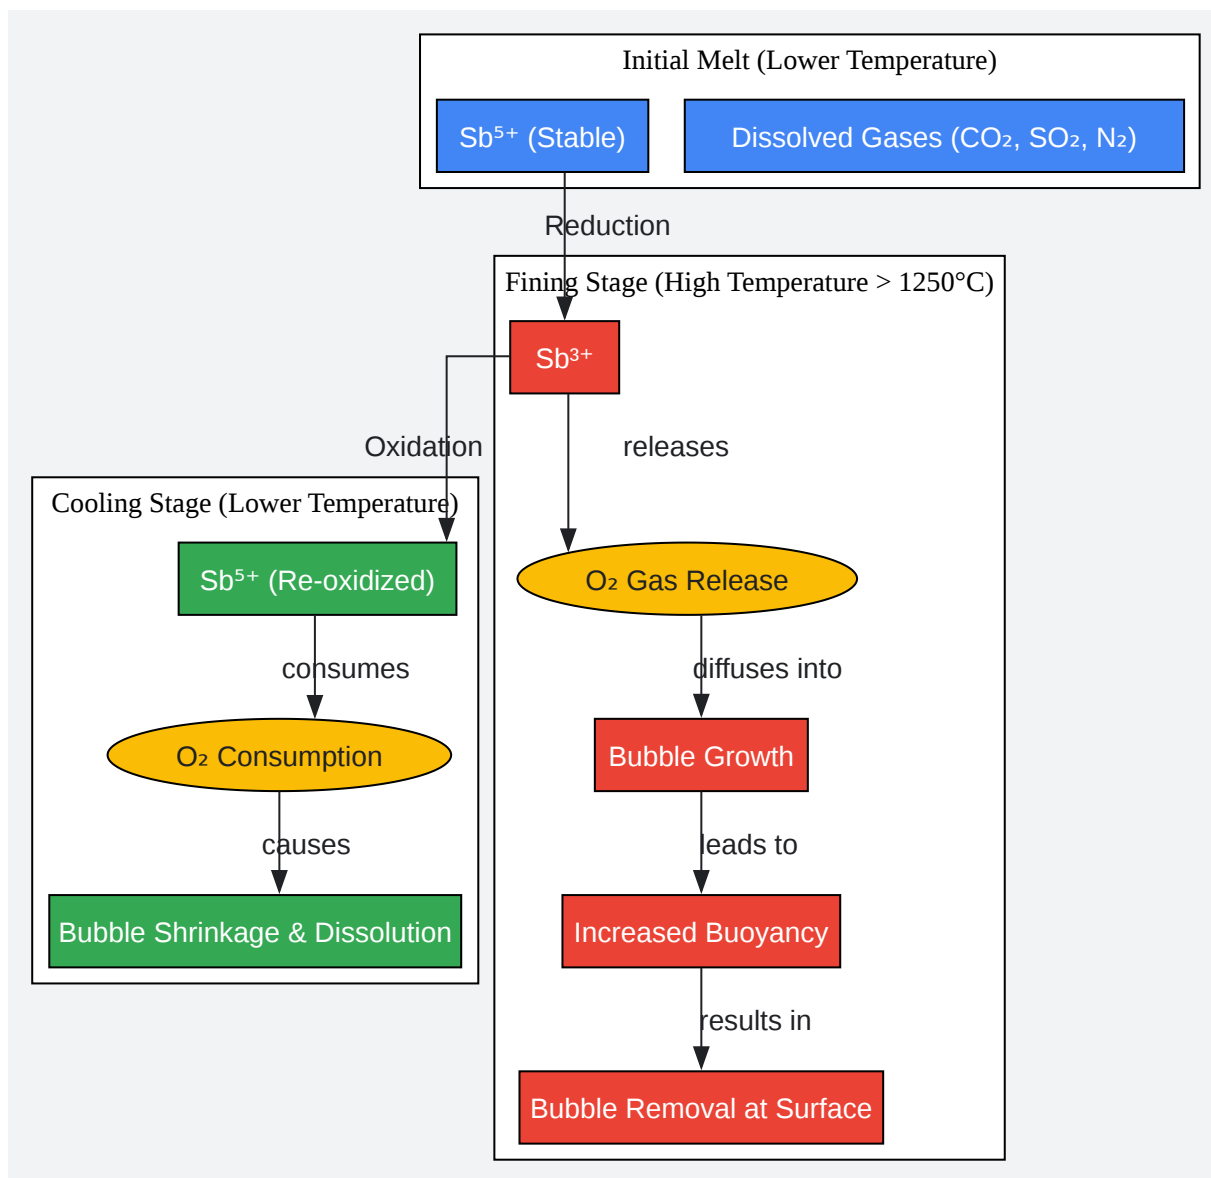 Initial Melt (Lower Temperature)
Sb⁵⁺ (Stable)
Dissolved Gases (CO₂, SO₂, N₂)
Reduction
Fining Stage (High Temperature > 1250°C)
Sb³⁺
Oxidation
releases
Cooling Stage (Lower Temperature)
Sb⁵⁺ (Re-oxidized)
O₂ Gas Release
consumes
diffuses into
O₂ Consumption
Bubble Growth
causes
leads to
Bubble Shrinkage & Dissolution
Increased Buoyancy
results in
Bubble Removal at Surface